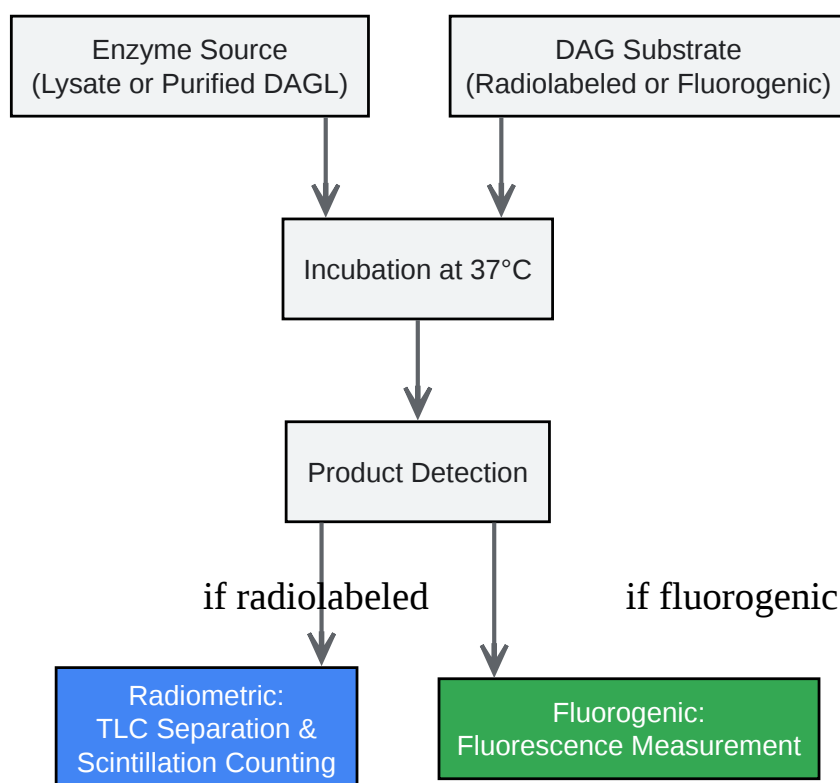 Enzyme Source
(Lysate or Purified DAGL)
DAG Substrate
(Radiolabeled or Fluorogenic)
Incubation at 37°C
Product Detection
if radiolabeled
if fluorogenic
Radiometric:
TLC Separation &
Scintillation Counting
Fluorogenic:
Fluorescence Measurement